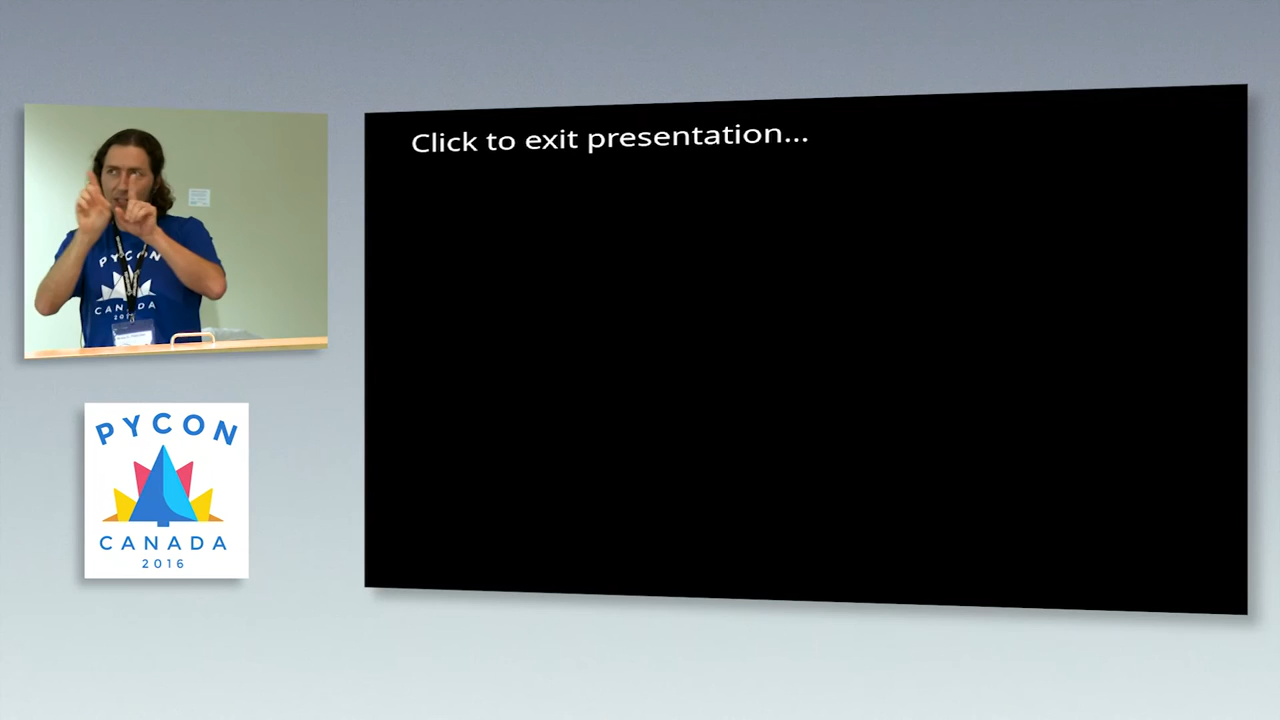 Click to exit presentation...
PYCON
CANADA
PYCON
CANADA
2016